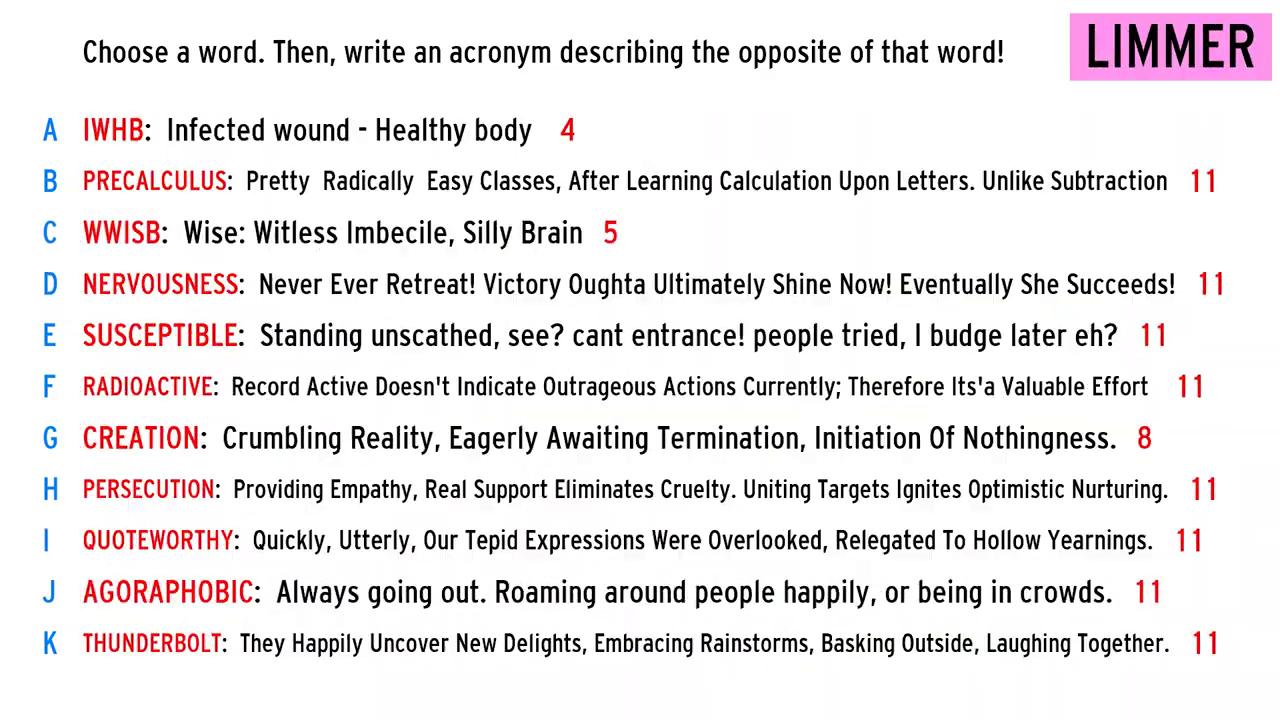 Choose a word. Then, write an acronym describing the opposite of that word!
LIMMER
A IWHB: Infected wound - Healthy body 4
B PRECALCULUS: Pretty Radically Easy Classes, After Learning Calculation Upon Letters. Unlike Subtraction 11
C WWISB: Wise: Witless Imbecile, Silly Brain 5
D NERVOUSNESS: Never Ever Retreat! Victory Oughta Ultimately Shine Now! Eventually She Succeeds! 11
E SUSCEPTIBLE: Standing unscathed, see? cant entrance! people tried, I budge later eh? 11
F RADIOACTIVE: Record Active Doesn't Indicate Outrageous Actions Currently; Therefore Its'a Valuable Effort 11
G CREATION: Crumbling Reality, Eagerly Awaiting Termination, Initiation Of Nothingness. 8
H PERSECUTION: Providing Empathy, Real Support Eliminates Cruelty. Uniting Targets Ignites Optimistic Nurturing. 11
I QUOTEWORTHY: Quickly, Utterly, Our Tepid Expressions Were Overlooked, Relegated To Hollow Yearnings. 11
J AGORAPHOBIC: Always going out. Roaming around people happily, or being in crowds. 11
K THUNDERBOLT: They Happily Uncover New Delights, Embracing Rainstorms, Basking Outside, Laughing Together. 11